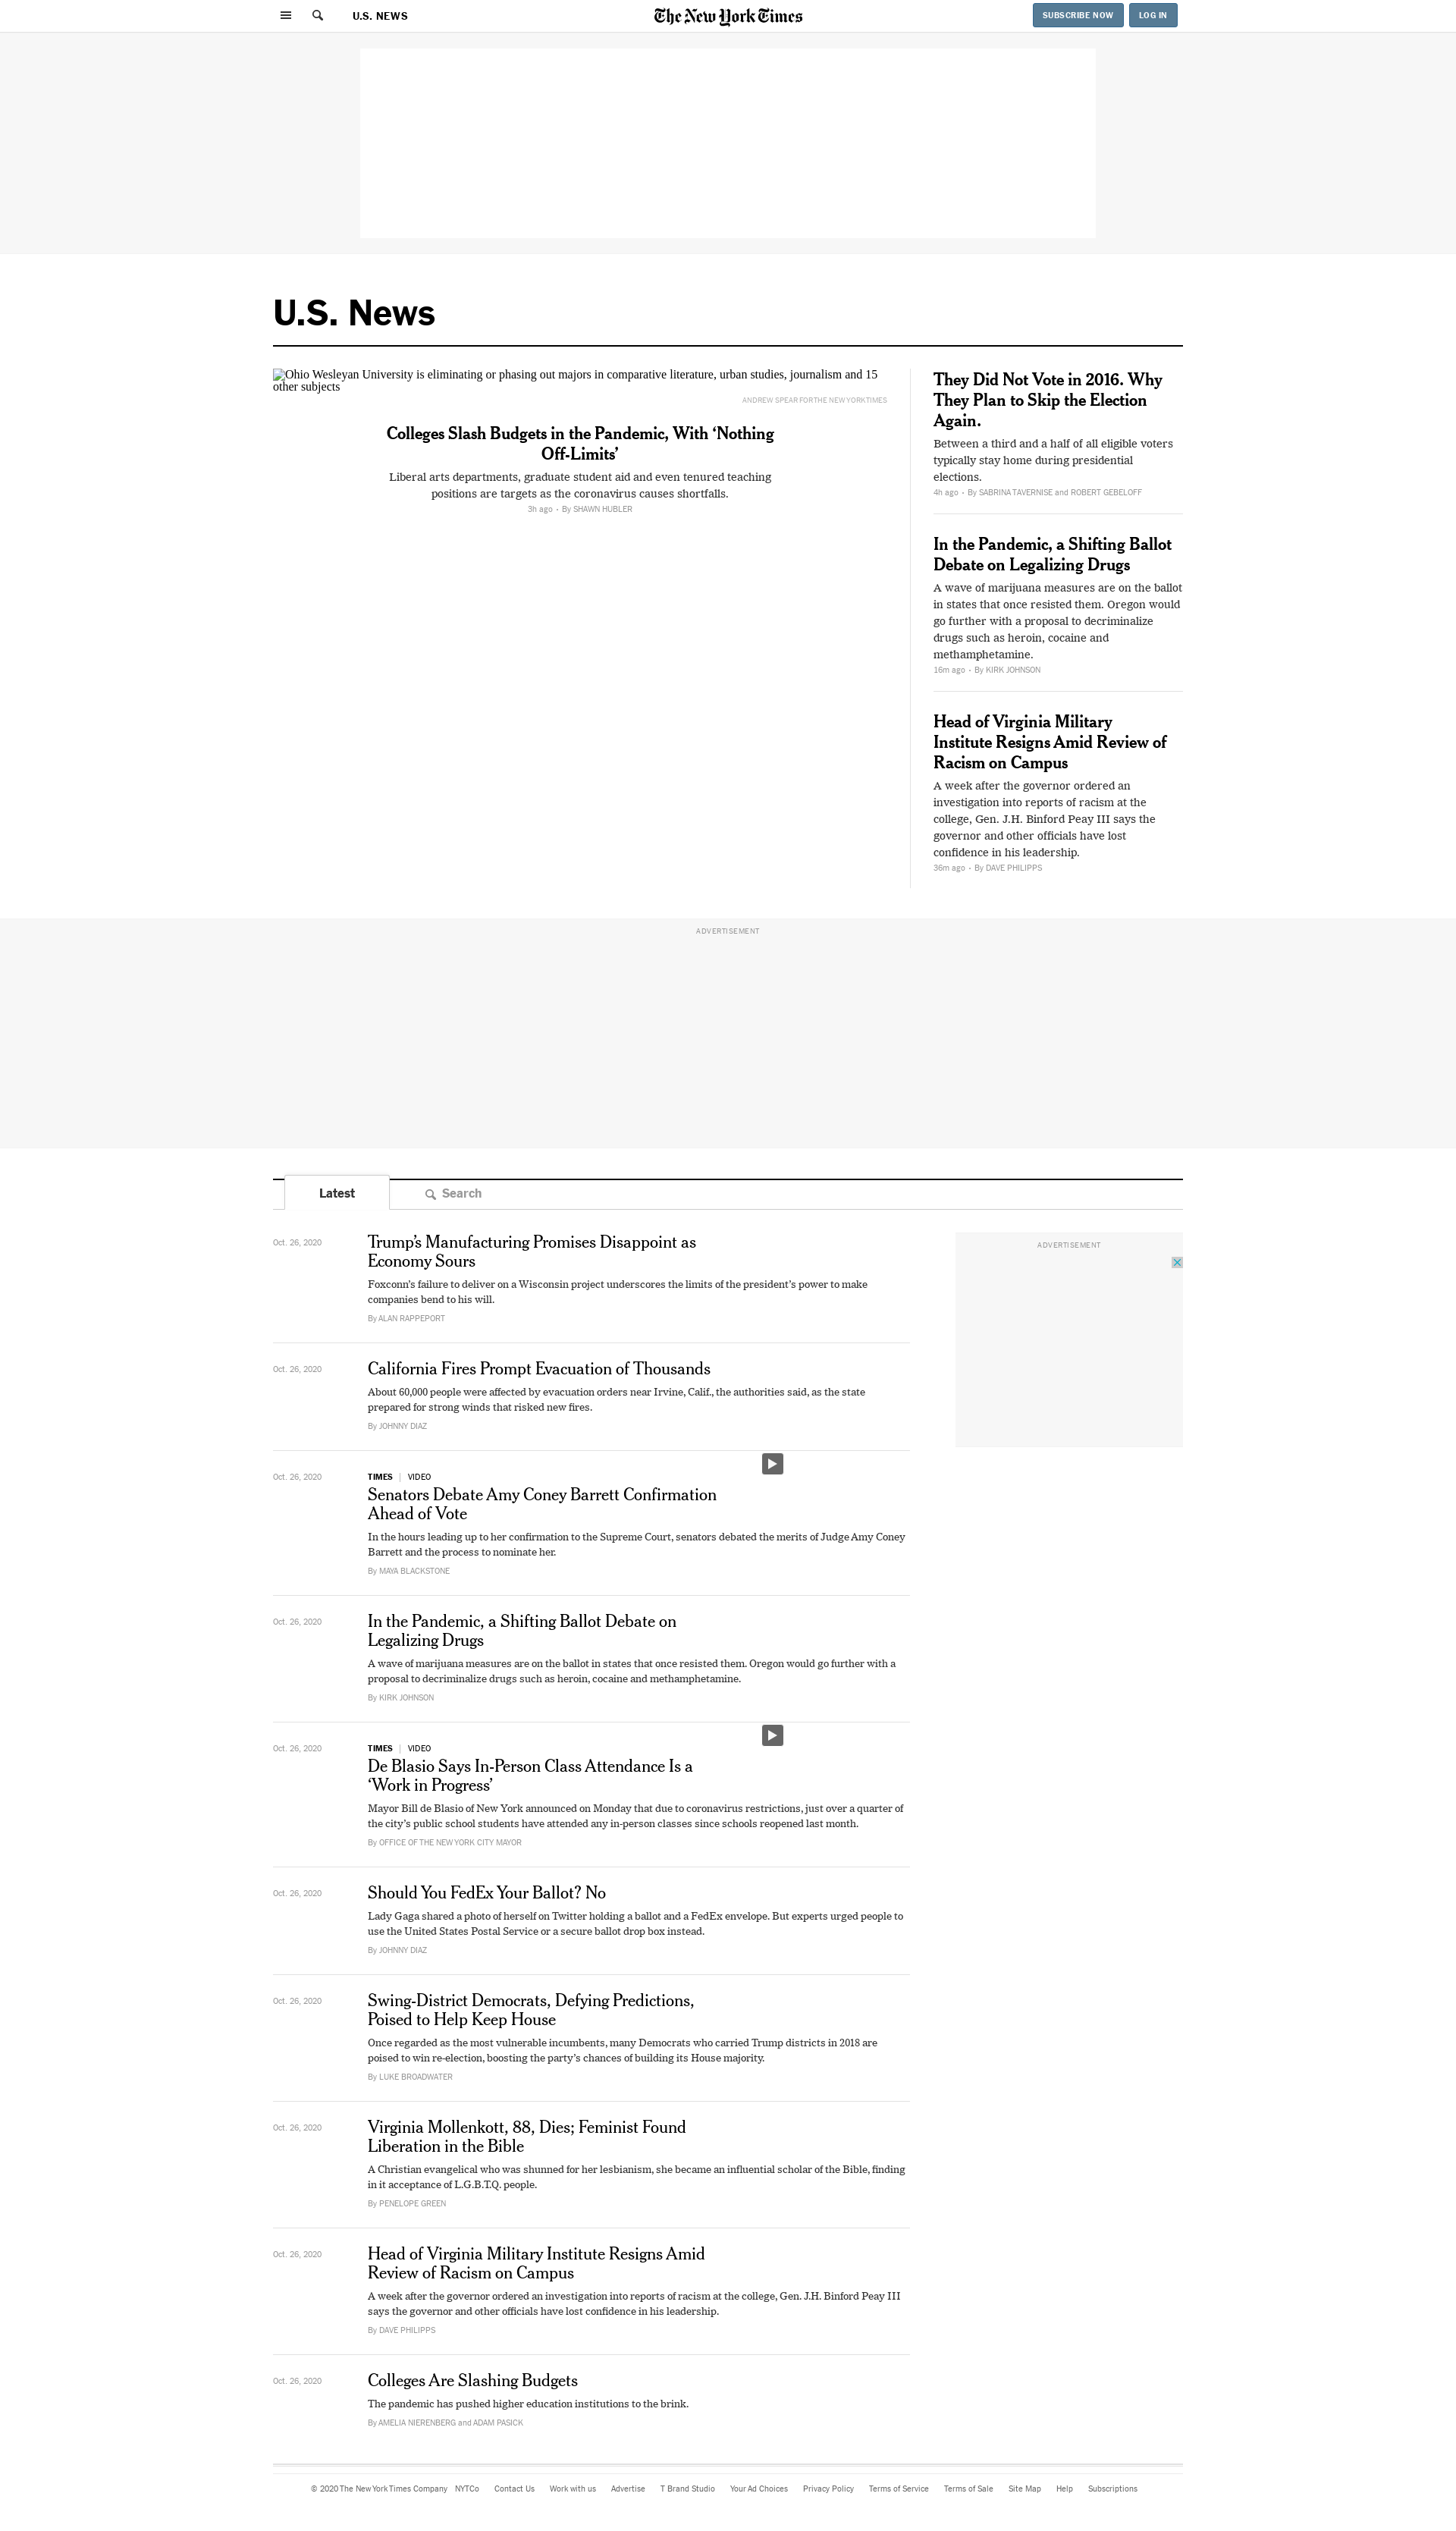 U.S. NEWS
The New York Times
SUBSCRIBE NOW
LOG IN
U.S. News
Ohio Wesleyan University is eliminating or phasing out majors in comparative literature, urban studies, journalism and 15
other subjects
ANDREW SPEAR FOR THE NEW YORK TIMES
Colleges Slash Budgets in the Pandemic, With ‘Nothing
Off-Limits’
Liberal arts departments, graduate student aid and even tenured teaching
positions are targets as the coronavirus causes shortfalls.
3h ago • By SHAWN HUBLER
They Did Not Vote in 2016. Why
They Plan to Skip the Election
Again.
Between a third and a half of all eligible voters
typically stay home during presidential
elections.
4h ago • By SABRINA TAVERNISE and ROBERT GEBELOFF
In the Pandemic, a Shifting Ballot
Debate on Legalizing Drugs
A wave of marijuana measures are on the ballot
in states that once resisted them. Oregon would
go further with a proposal to decriminalize
drugs such as heroin, cocaine and
methamphetamine.
16m ago • By KIRK JOHNSON
Head of Virginia Military
Institute Resigns Amid Review of
Racism on Campus
A week after the governor ordered an
investigation into reports of racism at the
college, Gen. J.H. Binford Peay III says the
governor and other officials have lost
confidence in his leadership.
36m ago • By DAVE PHILIPPS
ADVERTISEMENT
Latest
Search
ADVERTISEMENT
Oct. 26, 2020
Trump’s Manufacturing Promises Disappoint as
Economy Sours
Foxconn’s failure to deliver on a Wisconsin project underscores the limits of the president’s power to make
companies bend to his will.
By ALAN RAPPEPORT
Oct. 26, 2020
California Fires Prompt Evacuation of Thousands
About 60,000 people were affected by evacuation orders near Irvine, Calif., the authorities said, as the state
prepared for strong winds that risked new fires.
By JOHNNY DIAZ
Oct. 26, 2020
TIMES | VIDEO
Senators Debate Amy Coney Barrett Confirmation
Ahead of Vote
In the hours leading up to her confirmation to the Supreme Court, senators debated the merits of Judge Amy Coney
Barrett and the process to nominate her.
By MAYA BLACKSTONE
Oct. 26, 2020
In the Pandemic, a Shifting Ballot Debate on
Legalizing Drugs
A wave of marijuana measures are on the ballot in states that once resisted them. Oregon would go further with a
proposal to decriminalize drugs such as heroin, cocaine and methamphetamine.
By KIRK JOHNSON
Oct. 26, 2020
TIMES | VIDEO
De Blasio Says In-Person Class Attendance Is a
‘Work in Progress’
Mayor Bill de Blasio of New York announced on Monday that due to coronavirus restrictions, just over a quarter of
the city’s public school students have attended any in-person classes since schools reopened last month.
By OFFICE OF THE NEW YORK CITY MAYOR
Oct. 26, 2020
Should You FedEx Your Ballot? No
Lady Gaga shared a photo of herself on Twitter holding a ballot and a FedEx envelope. But experts urged people to
use the United States Postal Service or a secure ballot drop box instead.
By JOHNNY DIAZ
Oct. 26, 2020
Swing-District Democrats, Defying Predictions,
Poised to Help Keep House
Once regarded as the most vulnerable incumbents, many Democrats who carried Trump districts in 2018 are
poised to win re-election, boosting the party’s chances of building its House majority.
By LUKE BROADWATER
Oct. 26, 2020
Virginia Mollenkott, 88, Dies; Feminist Found
Liberation in the Bible
A Christian evangelical who was shunned for her lesbianism, she became an influential scholar of the Bible, finding
in it acceptance of L.G.B.T.Q. people.
By PENELOPE GREEN
Oct. 26, 2020
Head of Virginia Military Institute Resigns Amid
Review of Racism on Campus
A week after the governor ordered an investigation into reports of racism at the college, Gen. J.H. Binford Peay III
says the governor and other officials have lost confidence in his leadership.
By DAVE PHILIPPS
Oct. 26, 2020
Colleges Are Slashing Budgets
The pandemic has pushed higher education institutions to the brink.
By AMELIA NIERENBERG and ADAM PASICK
© 2020 The New York Times Company NYTCo Contact Us Work with us Advertise T Brand Studio Your Ad Choices Privacy Policy Terms of Service Terms of Sale Site Map Help Subscriptions